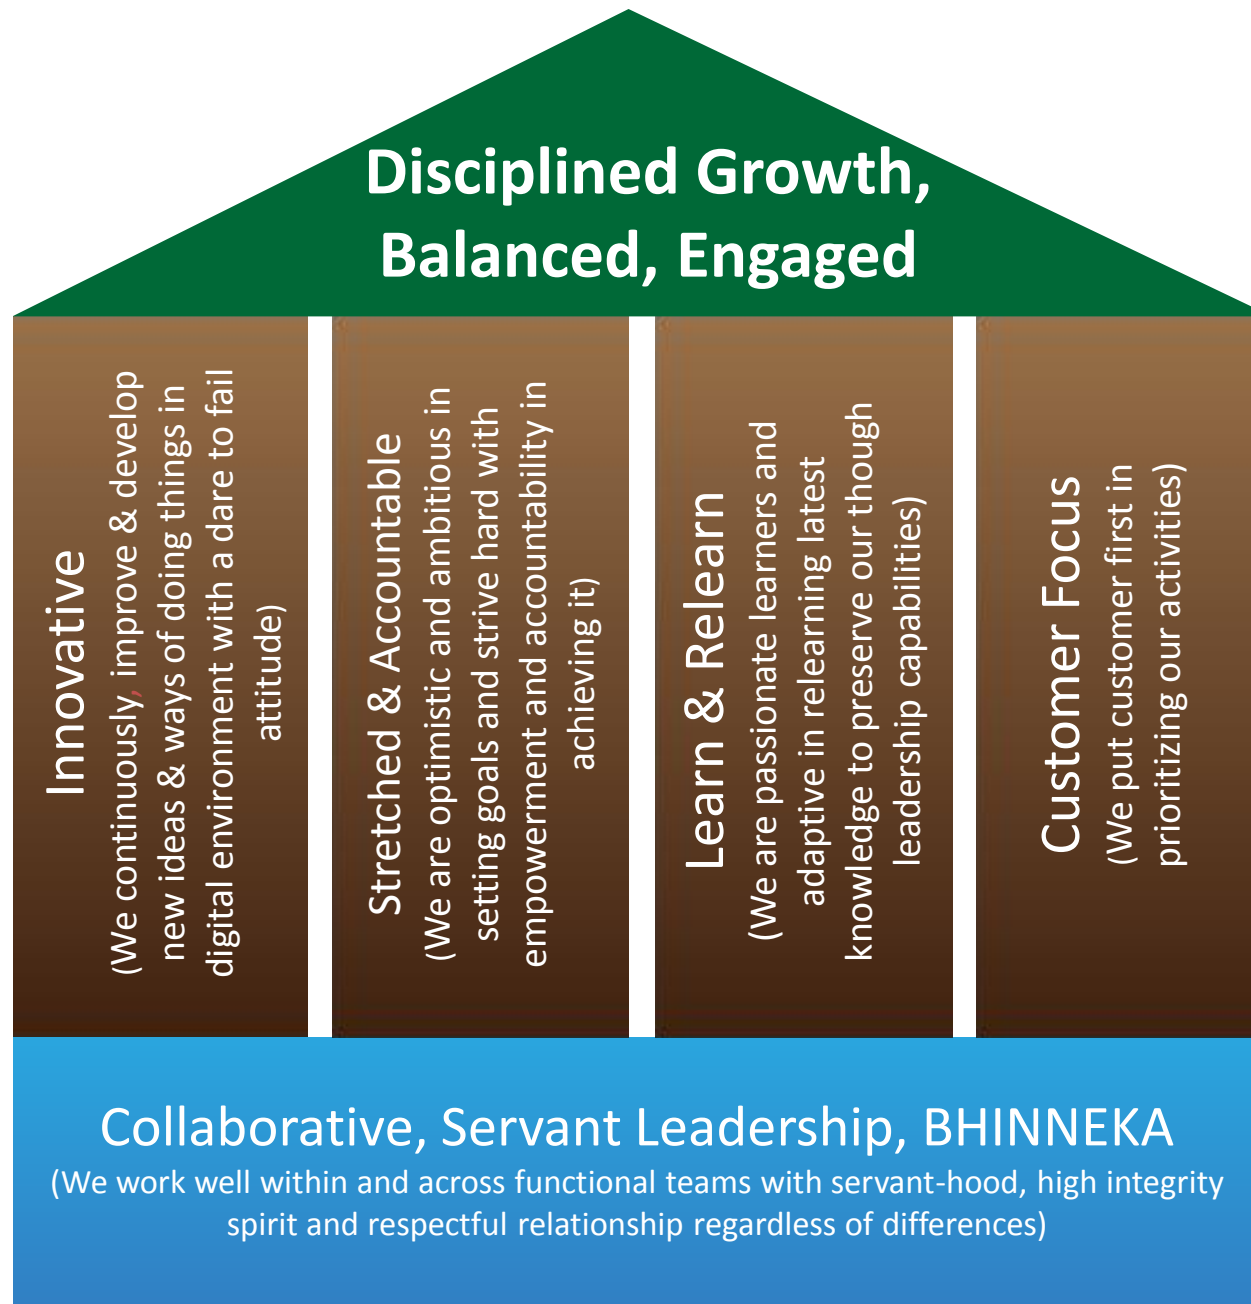 Disciplined Growth,
Balanced, Engaged
Innovative
(We continuously, improve & develop
new ideas & ways of doing things in
digital environment with a dare to fail
attitude)
Stretched & Accountable
(We are optimistic and ambitious in
setting goals and strive hard with
empowerment and accountability in
achieving it)
Learn & Relearn
(We are passionate learners and
adaptive in relearning latest
knowledge to preserve our though
leadership capabilities)
Customer Focus
(We put customer first in
prioritizing our activities)
Collaborative, Servant Leadership, BHINNEKA
(We work well within and across functional teams with servant-hood, high integrity
spirit and respectful relationship regardless of differences)